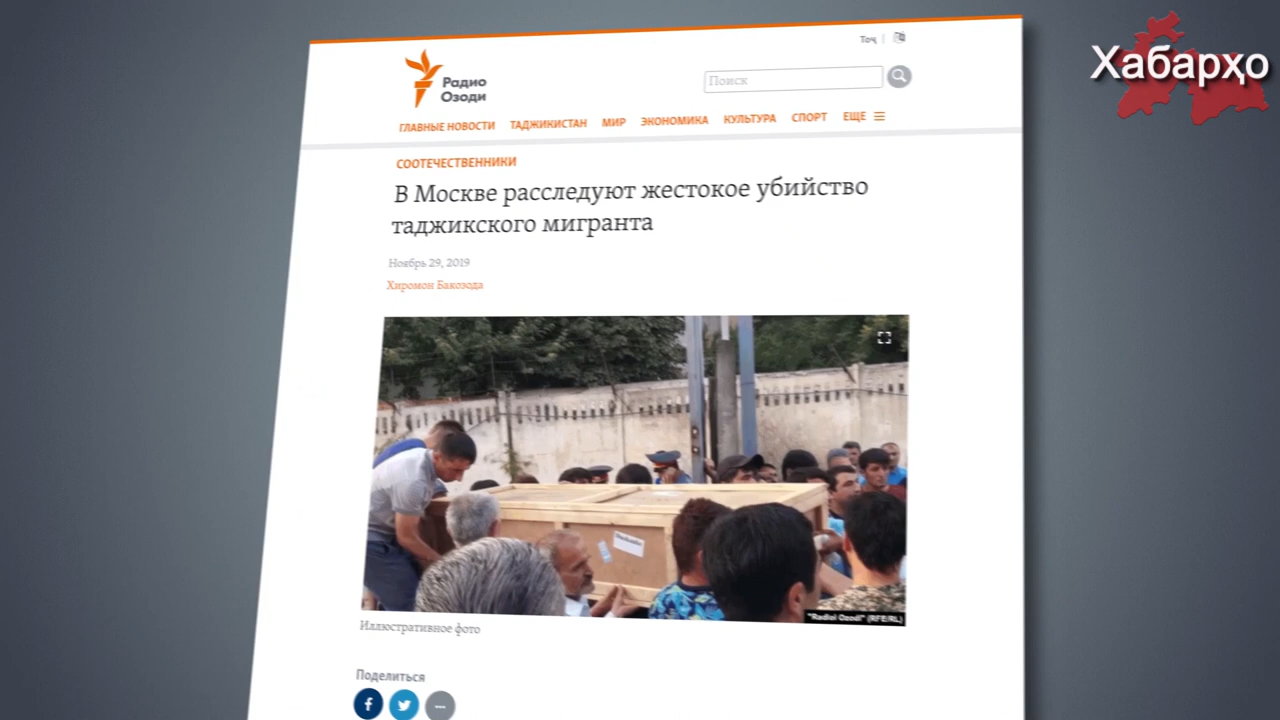 Хабарҳо
Тоҷ
Радио
Озоди
Поиск
ГЛАВНЫЕ НОВОСТИ ТАДЖИКИСТАН МИР ЭКОНОМИКА КУЛЬТУРА СПОРТ ЕЩЕ
СООТЕЧЕСТВЕННИКИ
В Москве расследуют жестокое убийство
таджикского мигранта
Ноябрь 29, 2019
Хиромон Бакозода
"Radioi Ozodi" (RFE/RL)
Иллюстративное фото
Поделиться